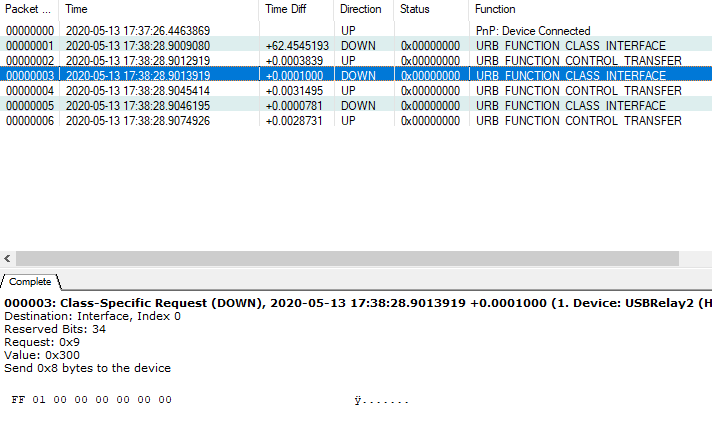 Packet ... Time Time Diff Direction Status Function
00000000 2020-05-13 17:37:26.4463869 UP PnP: Device Connected
00000001 2020-05-13 17:38:28.9009080 +62.4545193 DOWN 0x00000000 URB FUNCTION CLASS INTERFACE
00000002 2020-05-13 17:38:28.9012919 +0.0003839 UP 0x00000000 URB FUNCTION CONTROL TRANSFER
00000003 2020-05-13 17:38:28.9013919 +0.0001000 DOWN 0x00000000 URB FUNCTION CLASS INTERFACE
00000004 2020-05-13 17:38:28.9045414 +0.0031495 UP 0x00000000 URB FUNCTION CONTROL TRANSFER
00000005 2020-05-13 17:38:28.9046195 +0.0000781 DOWN 0x00000000 URB FUNCTION CLASS INTERFACE
00000006 2020-05-13 17:38:28.9074926 +0.0028731 UP 0x00000000 URB FUNCTION CONTROL TRANSFER
Complete
000003: Class-Specific Request (DOWN), 2020-05-13 17:38:28.9013919 +0.0001000 (1. Device: USBRelay2 (H
Destination: Interface, Index 0
Reserved Bits: 34
Request: 0x9
Value: 0x300
Send 0x8 bytes to the device
FF 01 00 00 00 00 00 00 ÿ.......